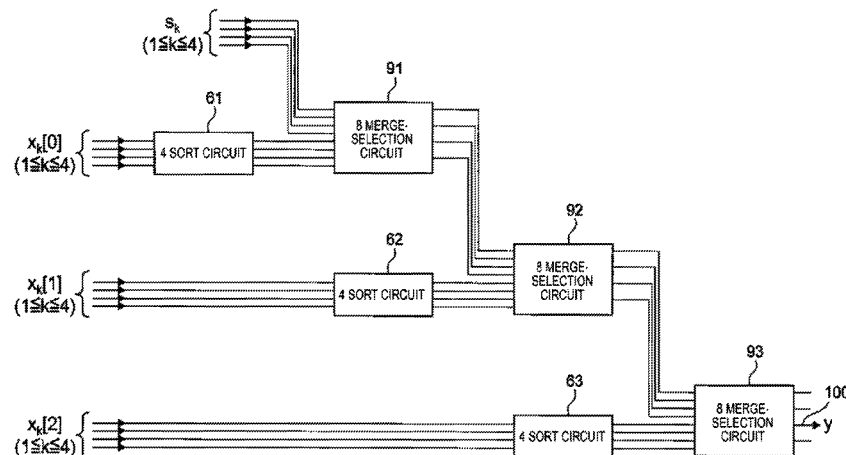 s_k
(1≦k≦4)
91
61
x_k[0]
(1≦k≦4)
4 SORT CIRCUIT
8 MERGE-
SELECTION
CIRCUIT
92
62
x_k[1]
(1≦k≦4)
4 SORT CIRCUIT
8 MERGE-
SELECTION
CIRCUIT
93
63
x_k[2]
(1≦k≦4)
4 SORT CIRCUIT
8 MERGE-
SELECTION
CIRCUIT
100
y